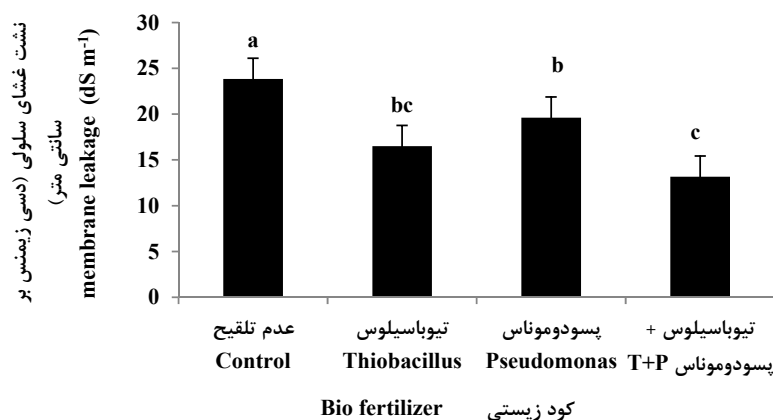 نشت غشای سلولی (دسی زیمنس بر
سانتی متر)
membrane leakage (dS m⁻¹)
30
25
20
15
10
5
0
a
bc
b
c
عدم تلقیح
Control
تیوباسیلوس
Thiobacillus
پسودوموناس
Pseudomonas
تیوباسیلوس +
پسودوموناس T+P
Bio fertilizer کود زیستی